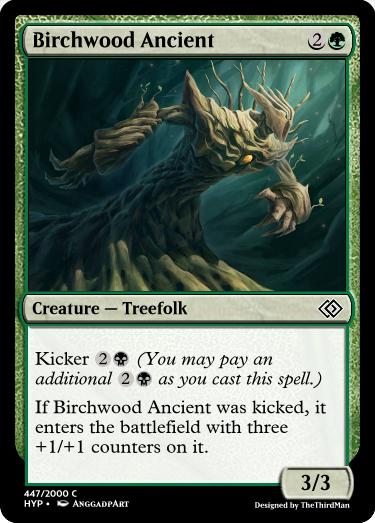 Birchwood Ancient 2
Creature — Treefolk
Kicker 2 (You may pay an
additional 2 as you cast this spell.)
If Birchwood Ancient was kicked, it
enters the battlefield with three
+1/+1 counters on it.
3/3
447/2000 C
HYP • AnggadpArt
Designed by TheThirdMan